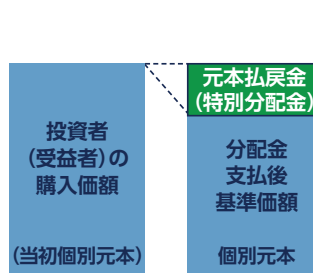 投資者
(受益者)の
購入価額
(当初個別元本)
元本払戻金
(特別分配金)
分配金
支払後
基準価額
個別元本